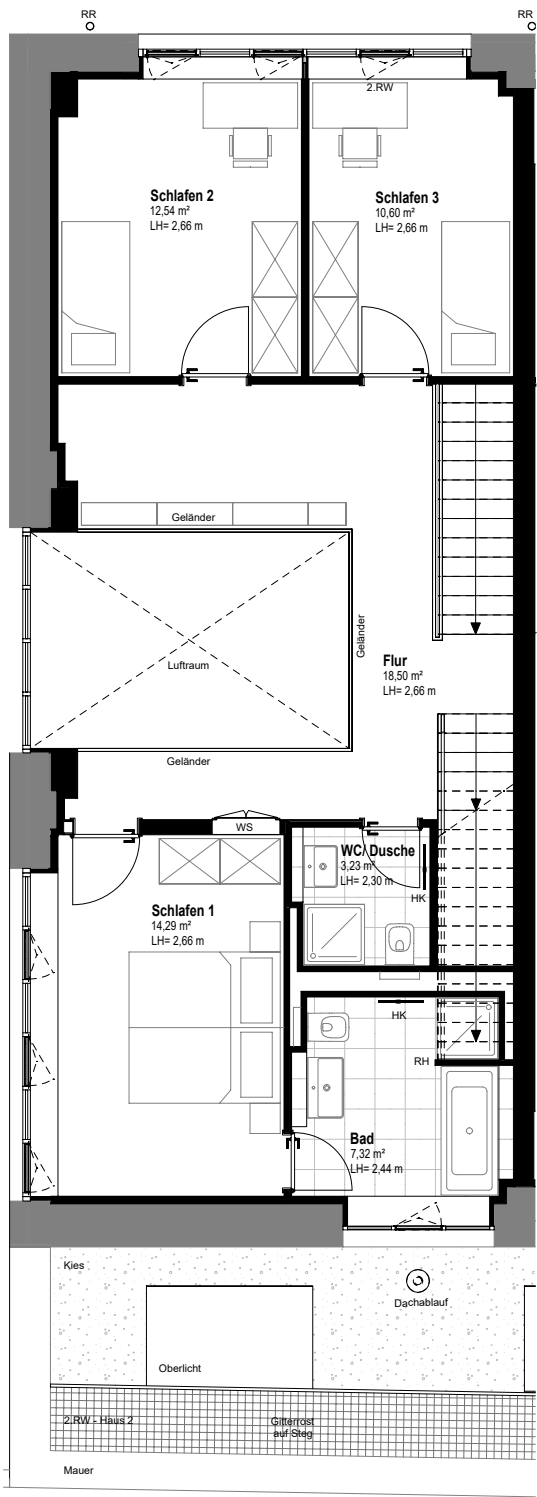 RR
RR
2.RW
Schlafen 2
12,54 m²
LH= 2,66 m
Schlafen 3
10,60 m²
LH= 2,66 m
Geländer
Geländer
Luftraum
Flur
18,50 m²
LH= 2,66 m
Geländer
WS
WC/ Dusche
3,23 m²
LH= 2,30 m
HK
Schlafen 1
14,29 m²
LH= 2,66 m
HK
RH
Bad
7,32 m²
LH= 2,44 m
Kies
Dachablauf
Oberlicht
2.RW - Haus 2
Gitterrost
auf Steg
Mauer